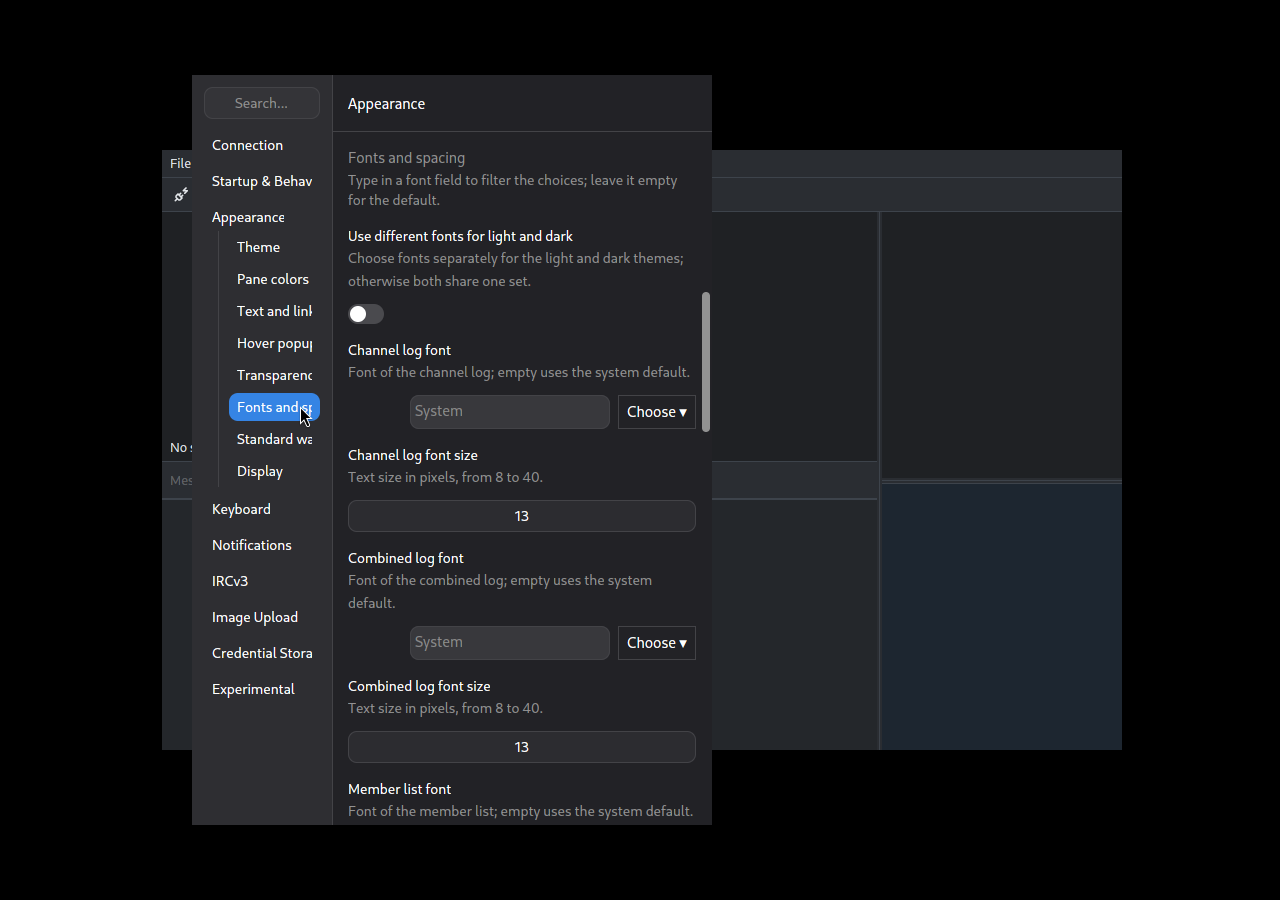 Search...
Connection
Startup & Behav
Appearance
Theme
Pane colors
Text and link
Hover popup
Transparenc
Fonts and sp
Standard wa
Display
Keyboard
Notifications
IRCv3
Image Upload
Credential Stora
Experimental
File
No s
Mes
Appearance
Fonts and spacing
Type in a font field to filter the choices; leave it empty
for the default.
Use different fonts for light and dark
Choose fonts separately for the light and dark themes;
otherwise both share one set.
Channel log font
Font of the channel log; empty uses the system default.
System
Choose ▾
Channel log font size
Text size in pixels, from 8 to 40.
13
Combined log font
Font of the combined log; empty uses the system
default.
System
Choose ▾
Combined log font size
Text size in pixels, from 8 to 40.
13
Member list font
Font of the member list; empty uses the system default.